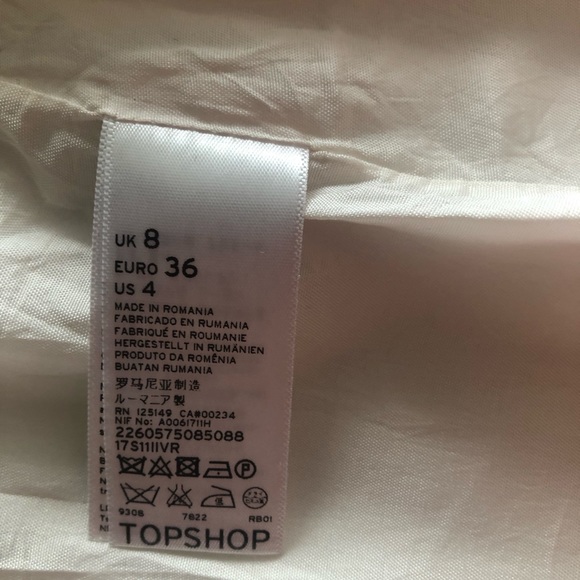 UK 8
EURO 36
US 4
MADE IN ROMANIA
FABRICADO EN RUMANIA
FABRIQUÉ EN ROUMANIE
HERGESTELLT IN RUMÄNIEN
PRODUTO DA ROMÊNIA
BUATAN RUMANIA
罗马尼亚制造
ルーマニア製
RN 125149 CA#00234
NIF No: A0061711H
2260575085088
17S11IIVR
P
低
9308 7822 RB01
TOPSHOP